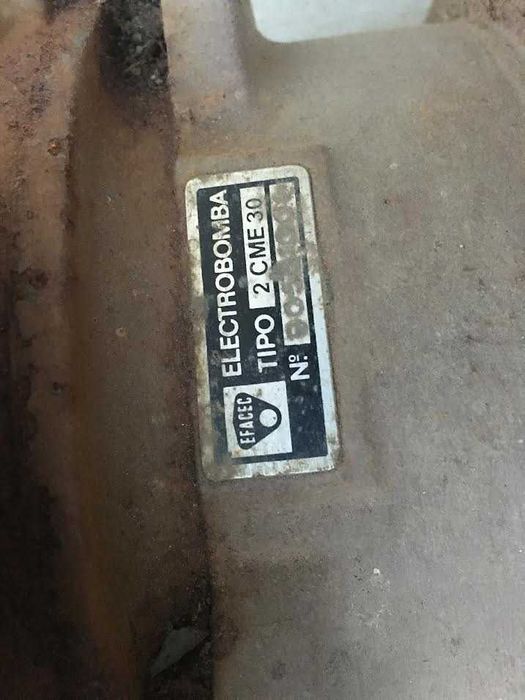 EFACEC
ELECTROBOMBA
TIPO 2 CME 30
Nº.